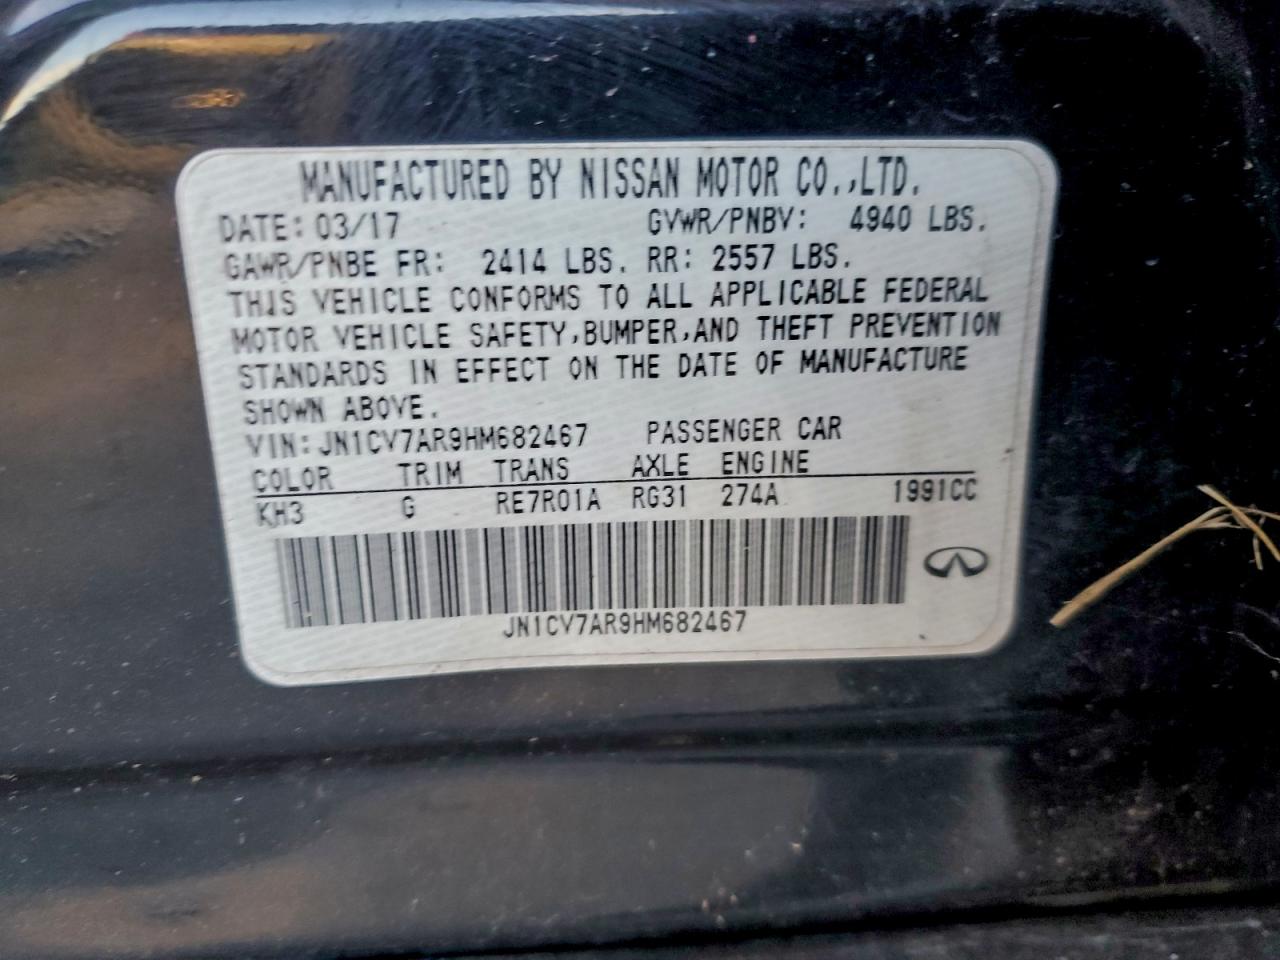 MANUFACTURED BY NISSAN MOTOR CO.,LTD.
DATE: 03/17 GVWR/PNBV: 4940 LBS.
GAWR/PNBE FR: 2414 LBS. RR: 2557 LBS.
THIS VEHICLE CONFORMS TO ALL APPLICABLE FEDERAL
MOTOR VEHICLE SAFETY,BUMPER,AND THEFT PREVENTION
STANDARDS IN EFFECT ON THE DATE OF MANUFACTURE
SHOWN ABOVE.
VIN:JN1CV7AR9HM682467 PASSENGER CAR
COLOR TRIM TRANS AXLE ENGINE
KH3 G RE7R01A RG31 274A 1991CC
JN1CV7AR9HM682467